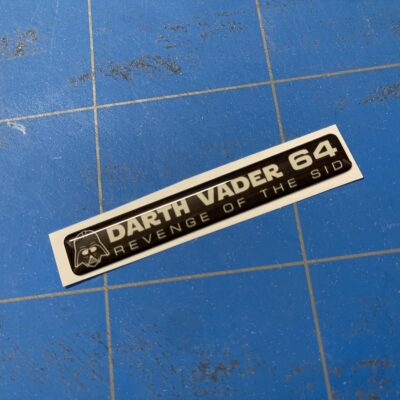 DARTH VADER 64
REVENGE OF THE SID